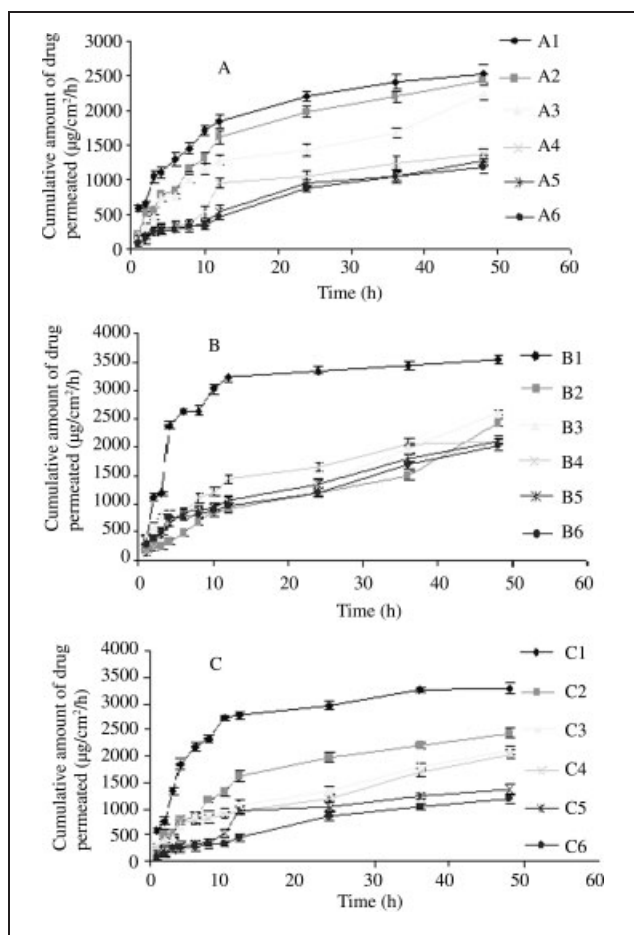 Cumulative amount of drug
permeated (µg/cm²/h)
3000
2500
2000
1500
1000
500
0
A
A1
A2
A3
A4
A5
A6
0 10 20 30 40 50 60
Time (h)
Cumulative amount of drug
permeated (µg/cm²/h)
4000
3500
3000
2500
2000
1500
1000
500
0
B
B1
B2
B3
B4
B5
B6
0 10 20 30 40 50 60
Time (h)
Cumulative amount of drug
permeated (µg/cm²/h)
4000
3500
3000
2500
2000
1500
1000
500
0
C
C1
C2
C3
C4
C5
C6
0 10 20 30 40 50 60
Time (h)